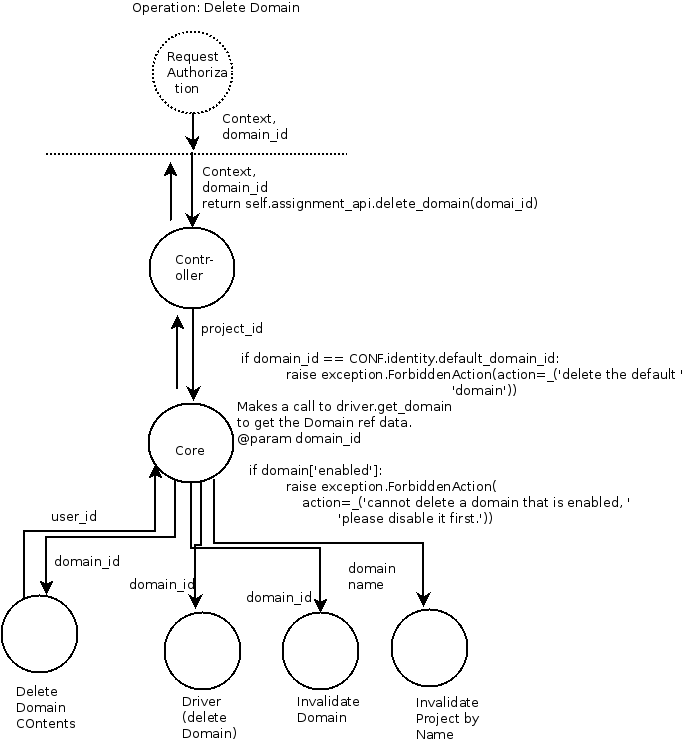 Operation: Delete Domain
Request
Authoriza
tion
Context,
domain_id
Context,
domain_id
return self.assignment_api.delete_domain(domai_id)
Contr-
oller
project_id
if domain_id == CONF.identity.default_domain_id:
raise exception.ForbiddenAction(action=_('delete the default '
'domain'))
Makes a call to driver.get_domain
to get the Domain ref data.
@param domain_id
Core
if domain['enabled']:
raise exception.ForbiddenAction(
action=_('cannot delete a domain that is enabled, '
'please disable it first.'))
user_id
domain_id
domain_id
domain_id
domain
name
Delete
Domain
COntents
Driver
(delete
Domain)
Invalidate
Domain
Invalidate
Project by
Name